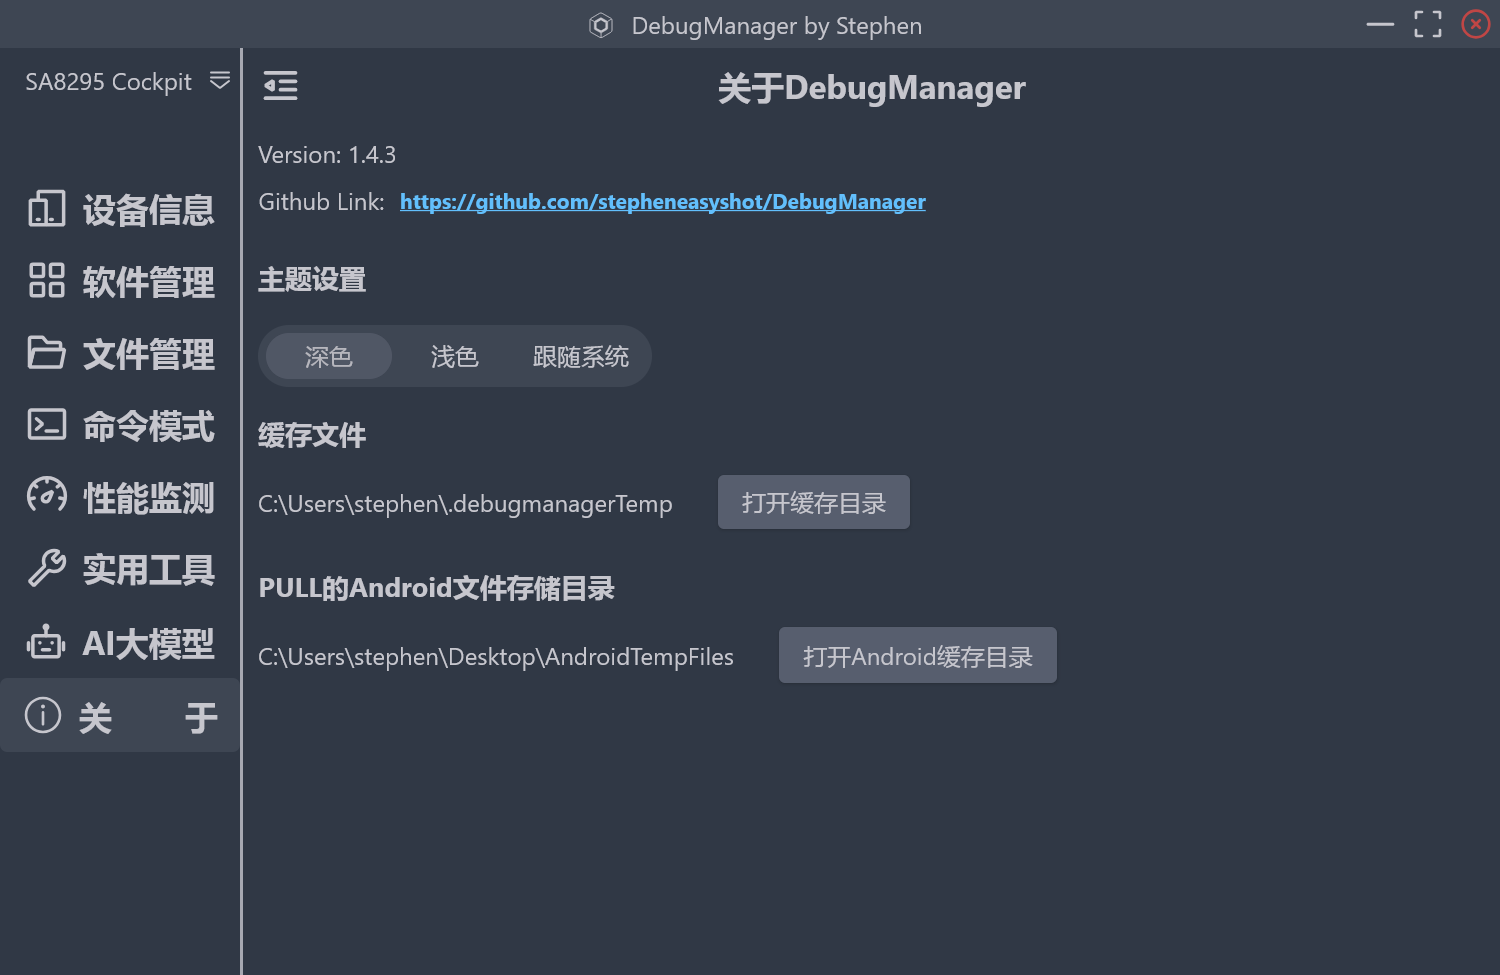 DebugManager by Stephen
SA8295 Cockpit
设备信息
软件管理
文件管理
命令模式
性能监测
实用工具
AI大模型
关 于
关于DebugManager
Version: 1.4.3
Github Link: https://github.com/stepheneasyshot/DebugManager
主题设置
深色 浅色 跟随系统
缓存文件
C:\Users\stephen\.debugmanagerTemp 打开缓存目录
PULL的Android文件存储目录
C:\Users\stephen\Desktop\AndroidTempFiles 打开Android缓存目录